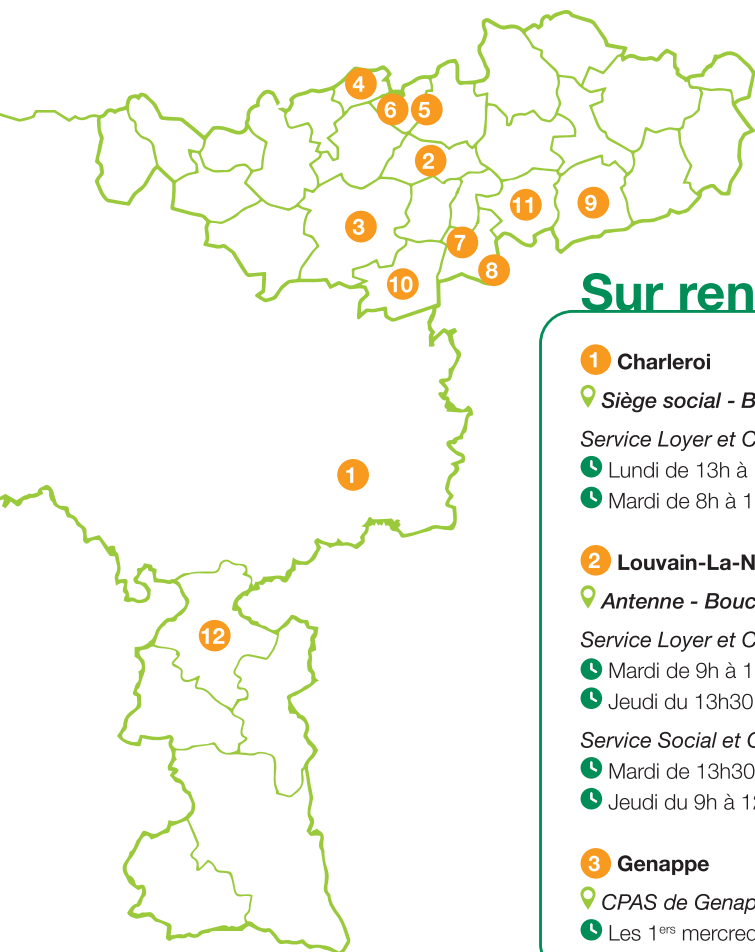 4
6 5
2
11 9
3
7
8
10
1
12
Sur ren
1 Charleroi
Siège social - B
Service Loyer et C
Lundi de 13h à
Mardi de 8h à 1
2 Louvain-La-N
Antenne - Bouc
Service Loyer et C
Mardi de 9h à 1
Jeudi du 13h30
Service Social et C
Mardi de 13h30
Jeudi du 9h à 12
3 Genappe
CPAS de Genap
Les 1ers mercred